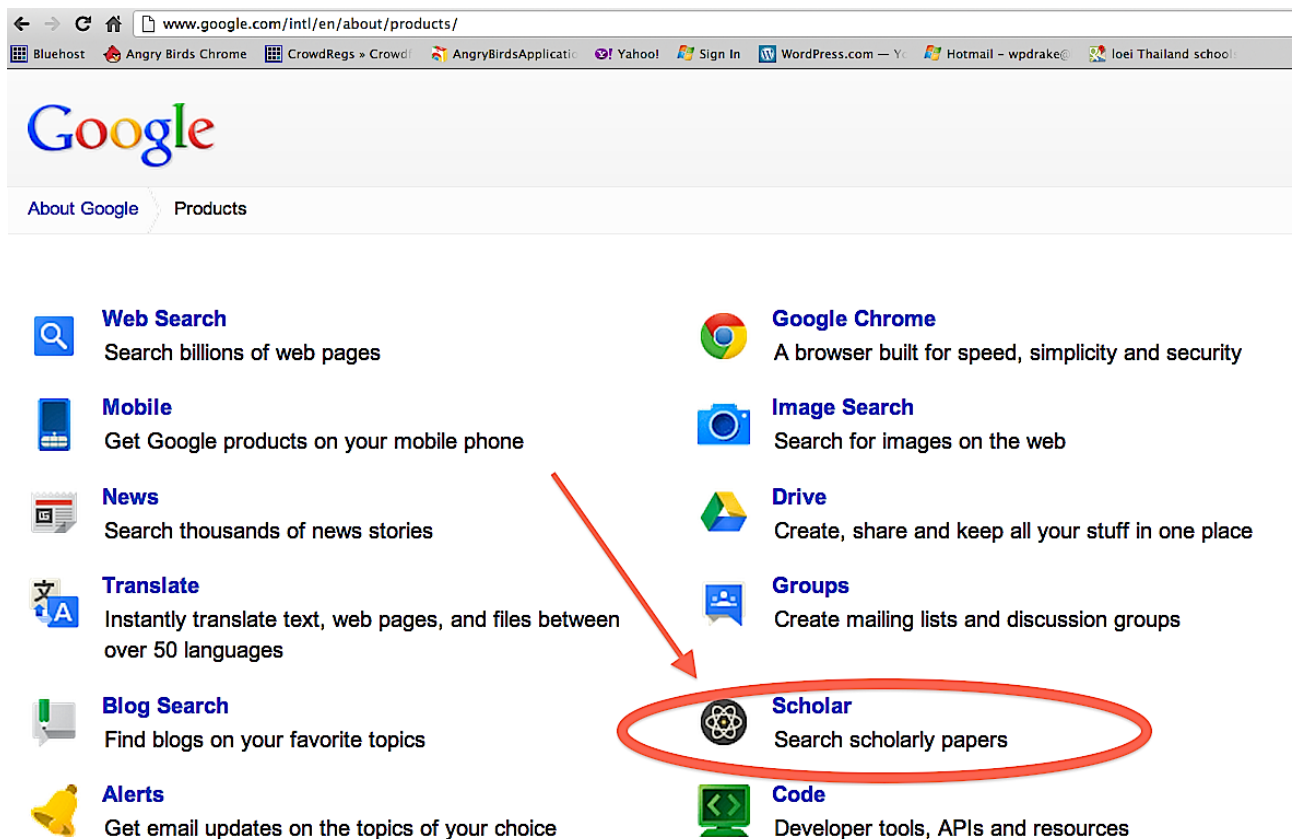 www.google.com/intl/en/about/products/
Bluehost Angry Birds Chrome CrowdRegs » Crowdf AngryBirdsApplicatio Yahoo! Sign In WordPress.com — Yo Hotmail – wpdrake@ loei Thailand schools
Google
About Google Products
Web Search
Search billions of web pages
Google Chrome
A browser built for speed, simplicity and security
Mobile
Get Google products on your mobile phone
Image Search
Search for images on the web
News
Search thousands of news stories
Drive
Create, share and keep all your stuff in one place
Translate
Instantly translate text, web pages, and files between
over 50 languages
Groups
Create mailing lists and discussion groups
Blog Search
Find blogs on your favorite topics
Scholar
Search scholarly papers
Alerts
Get email updates on the topics of your choice
Code
Developer tools, APIs and resources